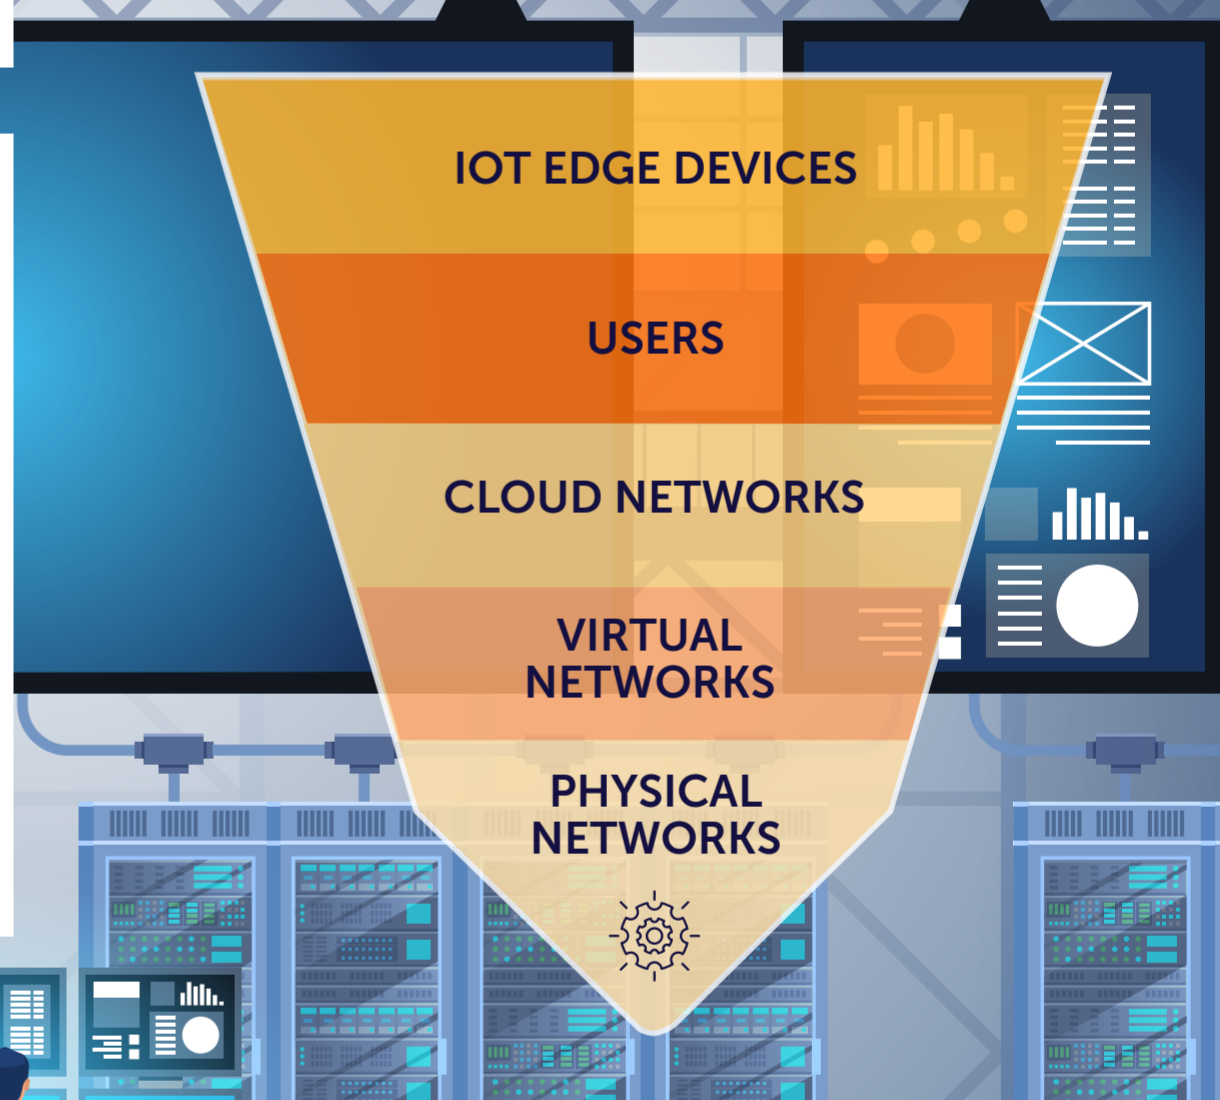 IOT EDGE DEVICES
USERS
CLOUD NETWORKS
VIRTUAL
NETWORKS
PHYSICAL
NETWORKS